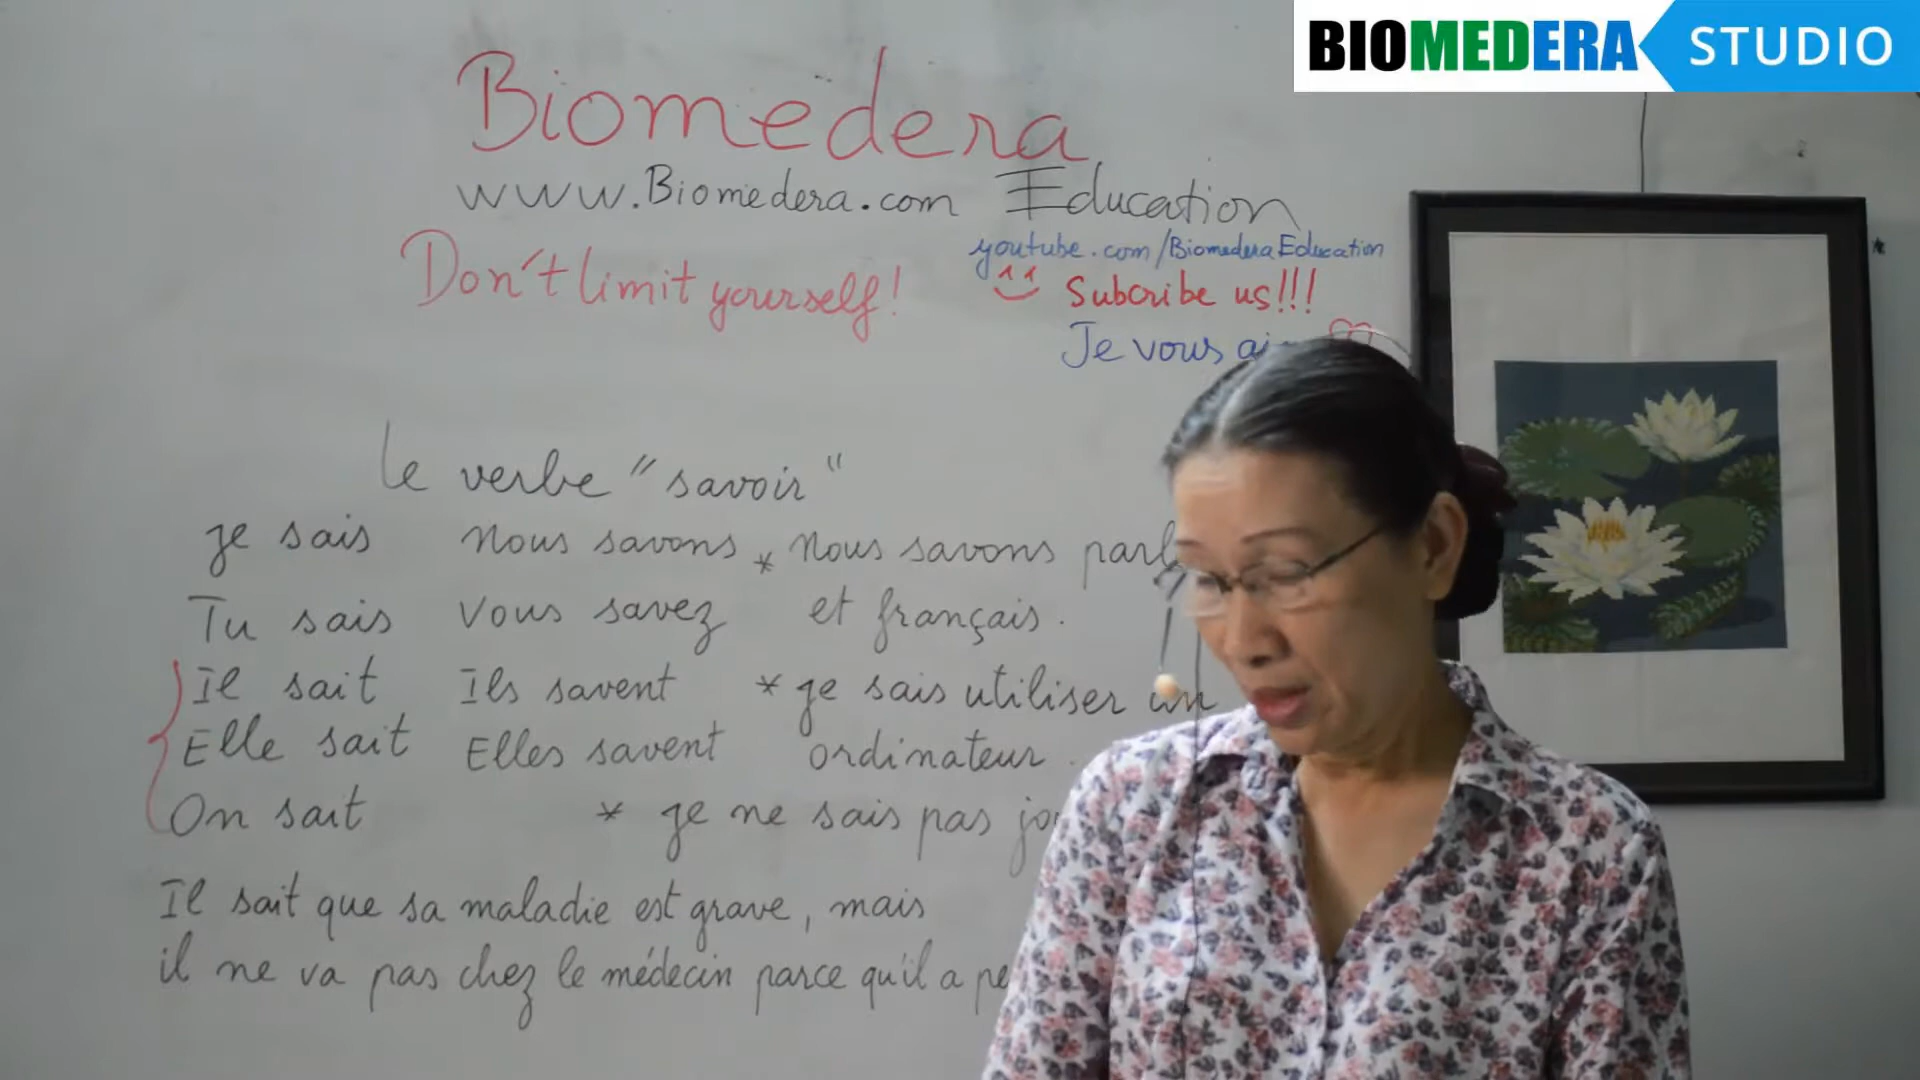 BIOMEDERA STUDIO
Biomedera
www.Biomedera.com Education
youtube.com/BiomederaEducation
Don't limit yourself!
Subcribe us!!!
Je vous
le verbe "savoir"
je sais Nous savons * Nous savons
Tu sais Vous savez et français.
Il sait Ils savent * je sais utiliser un
Elle sait Elles savent ordinateur.
On sait * je ne sais pas
Il sait que sa maladie est grave, mais
il ne va pas chez le médecin parce qu'il a